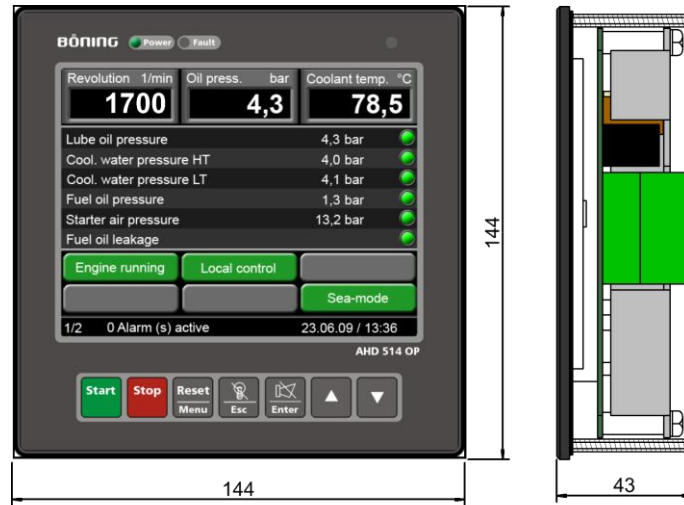 BÖNING Power Fault
Revolution 1/min Oil press. bar Coolant temp. °C
1700 4,3 78,5
Lube oil pressure 4,3 bar
Cool. water pressure HT 4,0 bar
Cool. water pressure LT 4,1 bar
Fuel oil pressure 1,3 bar
Starter air pressure 13,2 bar
Fuel oil leakage
Engine running Local control
Sea-mode
1/2 0 Alarm (s) active 23.06.09 / 13:36
AHD 514 OP
Start Stop Reset
Menu Esc Enter
144
144
43